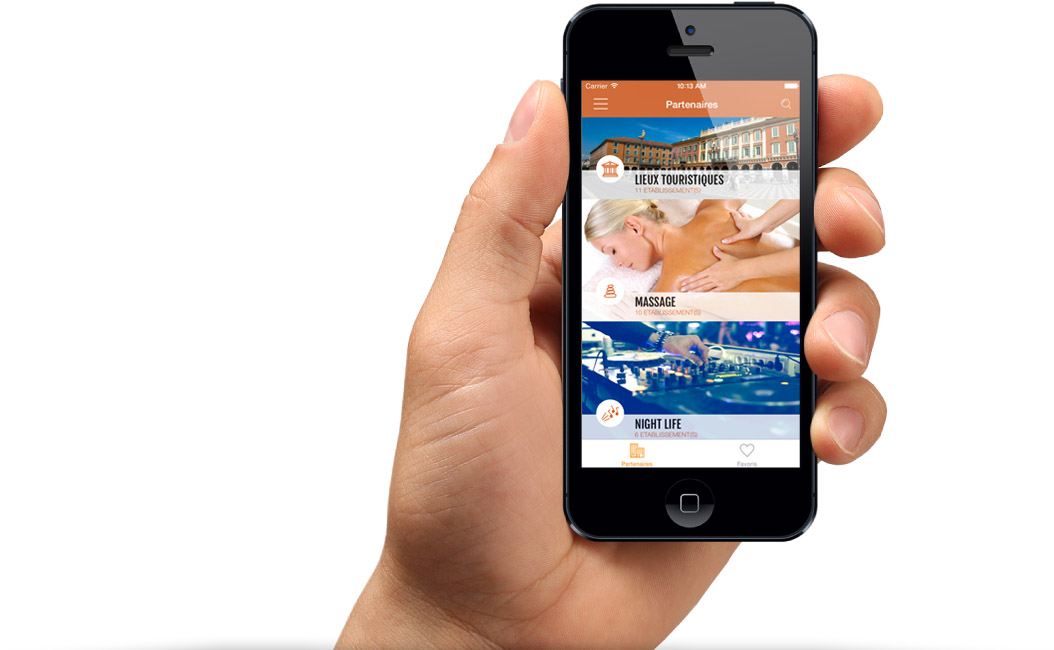 Carrier 10:13 AM
Partenaires
LIEUX TOURISTIQUES
11 ETABLISSEMENT(S)
MASSAGE
10 ETABLISSEMENT(S)
NIGHT LIFE
6 ETABLISSEMENT(S)
Partenaires Favoris